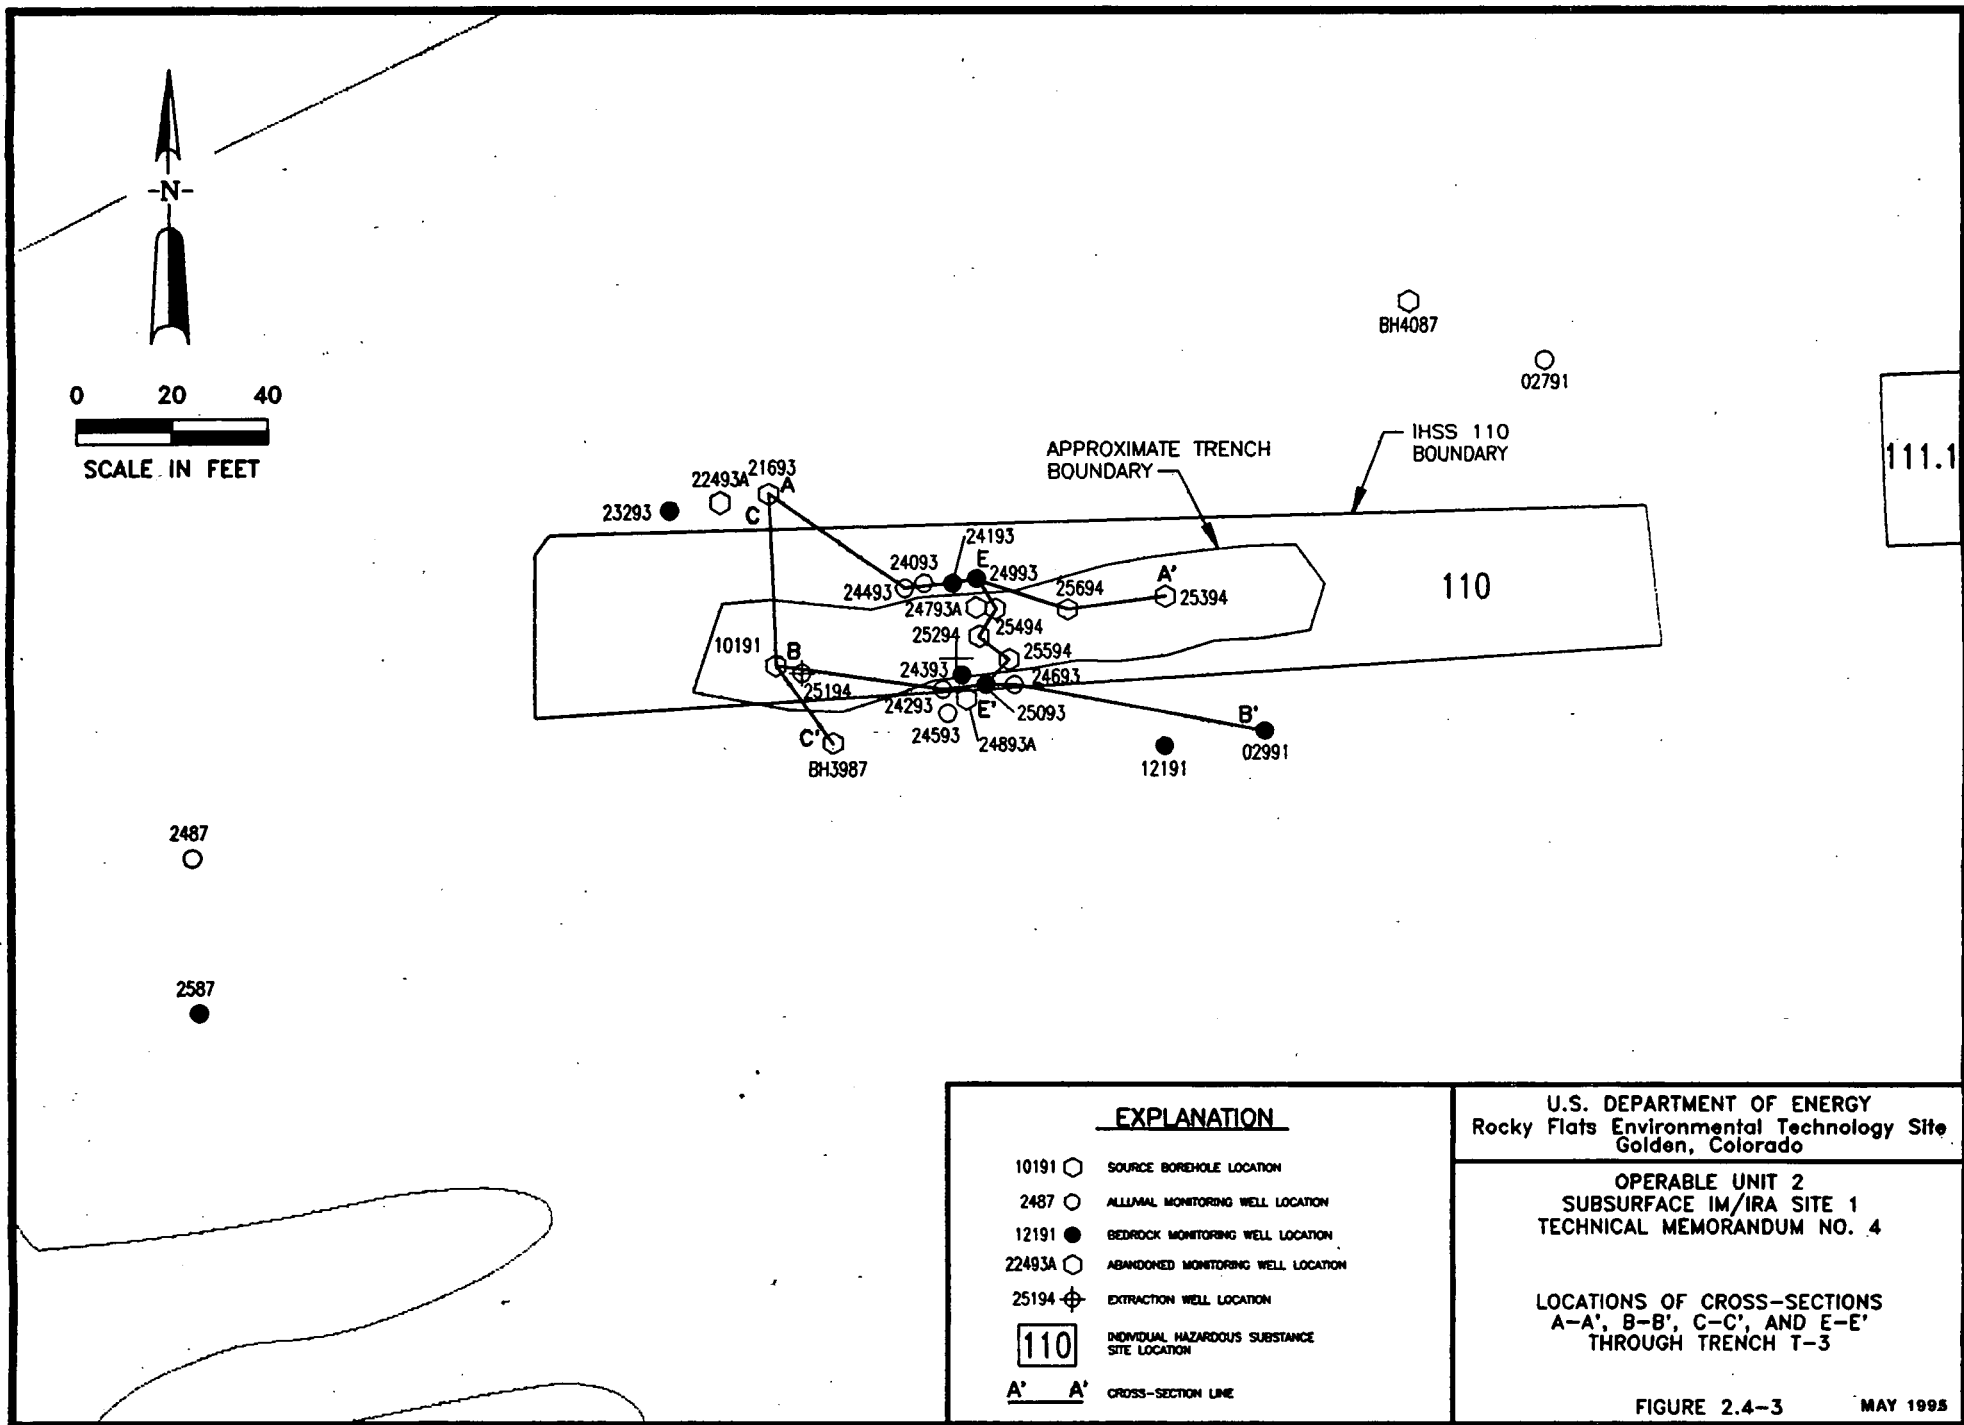 -N-
0 20 40
SCALE IN FEET
BH4087
02791
111.1
IHSS 110
BOUNDARY
APPROXIMATE TRENCH
BOUNDARY
21693
22493A
A
23293
C
24193
24093
E
24993
24493
25694
A'
25394
110
24793A
25494
25294
10191
B
25594
24393
24693
25194
24293
E'
25093
B'
24593
24893A
C'
BH3987
12191
02991
2487
2587
EXPLANATION
10191 SOURCE BOREHOLE LOCATION
2487 ALLUVIAL MONITORING WELL LOCATION
12191 BEDROCK MONITORING WELL LOCATION
22493A ABANDONED MONITORING WELL LOCATION
25194 EXTRACTION WELL LOCATION
110 INDIVIDUAL HAZARDOUS SUBSTANCE
SITE LOCATION
A' A' CROSS-SECTION LINE
U.S. DEPARTMENT OF ENERGY
Rocky Flats Environmental Technology Site
Golden, Colorado
OPERABLE UNIT 2
SUBSURFACE IM/IRA SITE 1
TECHNICAL MEMORANDUM NO. 4
LOCATIONS OF CROSS-SECTIONS
A-A', B-B', C-C', AND E-E'
THROUGH TRENCH T-3
FIGURE 2.4-3 MAY 1995